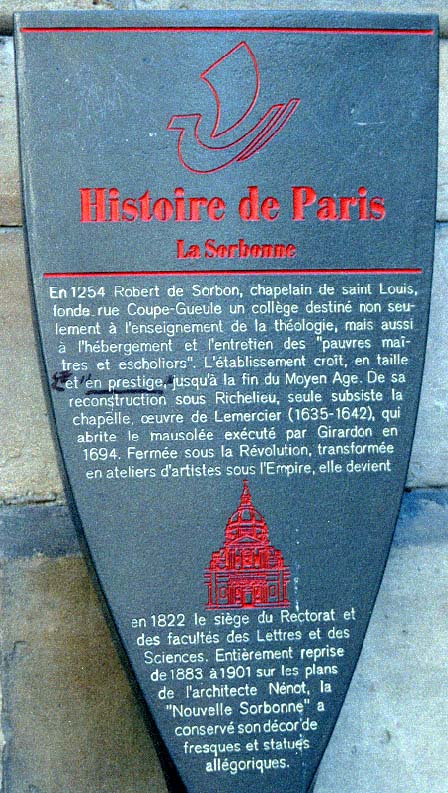 Histoire de Paris
La Sorbonne
En 1254 Robert de Sorbon, chapelain de saint Louis,
fonde rue Coupe-Gueule un collège destiné non seu-
lement à l'enseignement de la théologie, mais aussi
à l'hébergement et l'entretien des "pauvres maî-
tres et escholiers". L'établissement croît, en taille
et en prestige, jusqu'à la fin du Moyen Age. De sa
reconstruction sous Richelieu, seule subsiste la
chapelle, œuvre de Lemercier (1635-1642), qui
abrite le mausolée exécuté par Girardon en
1694. Fermée sous la Révolution, transformée
en ateliers d'artistes sous l'Empire, elle devient
en 1822 le siège du Rectorat et
des facultés des Lettres et des
Sciences. Entièrement reprise
de 1883 à 1901 sur les plans
de l'architecte Nénot, la
"Nouvelle Sorbonne" a
conservé son décor de
fresques et statues
allégoriques.